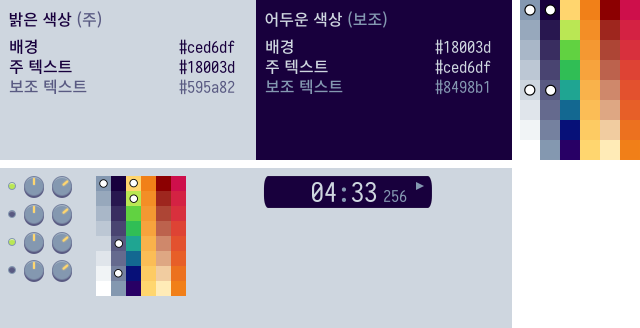 밝은 색상 (주)
배경 #ced6df
주 텍스트 #18003d
보조 텍스트 #595a82
어두운 색상 (보조)
배경 #18003d
주 텍스트 #ced6df
보조 텍스트 #8498b1
04:33 256